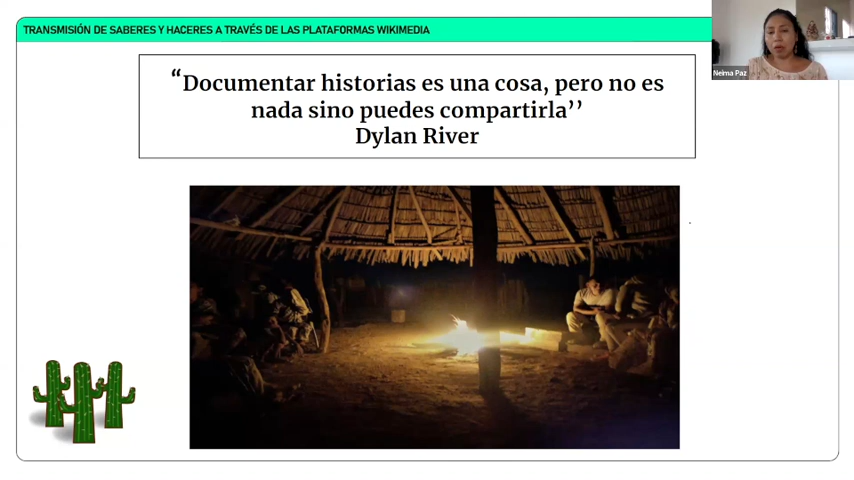 TRANSMISIÓN DE SABERES Y HACERES A TRAVÉS DE LAS PLATAFORMAS WIKIMEDIA
“Documentar historias es una cosa, pero no es
nada sino puedes compartirla’’
Dylan River
Neima Paz